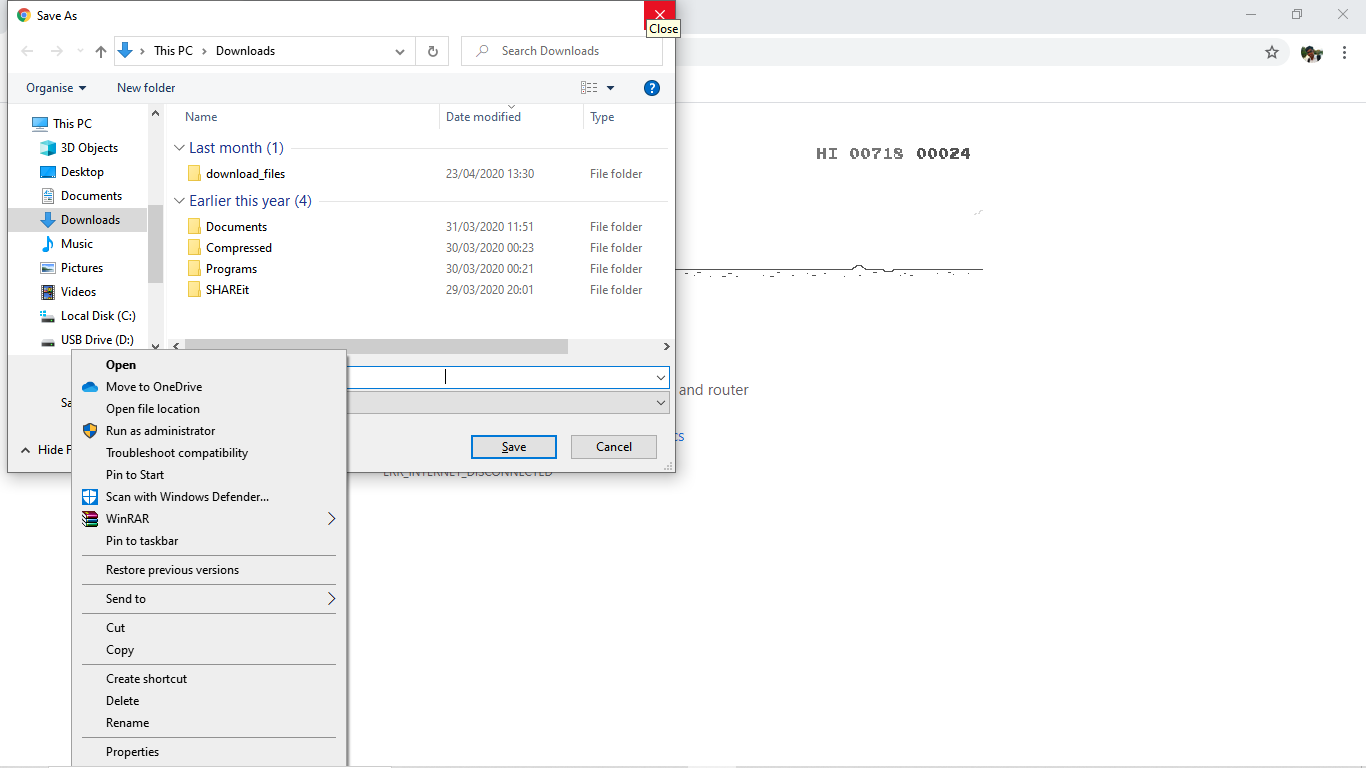 Save As
Close
This PC
Downloads
Search Downloads
Organise
New folder
This PC
3D Objects
Desktop
Documents
Downloads
Music
Pictures
Videos
Local Disk (C:)
USB Drive (D:)
Name Date modified Type
Last month (1)
download_files 23/04/2020 13:30 File folder
Earlier this year (4)
Documents 31/03/2020 11:51 File folder
Compressed 30/03/2020 00:23 File folder
Programs 30/03/2020 00:21 File folder
SHAREit 29/03/2020 20:01 File folder
Hide
Save
Cancel
HI 00718 00024
and router
ERR_INTERNET_DISCONNECTED
Open
Move to OneDrive
Open file location
Run as administrator
Troubleshoot compatibility
Pin to Start
Scan with Windows Defender...
WinRAR
Pin to taskbar
Restore previous versions
Send to
Cut
Copy
Create shortcut
Delete
Rename
Properties